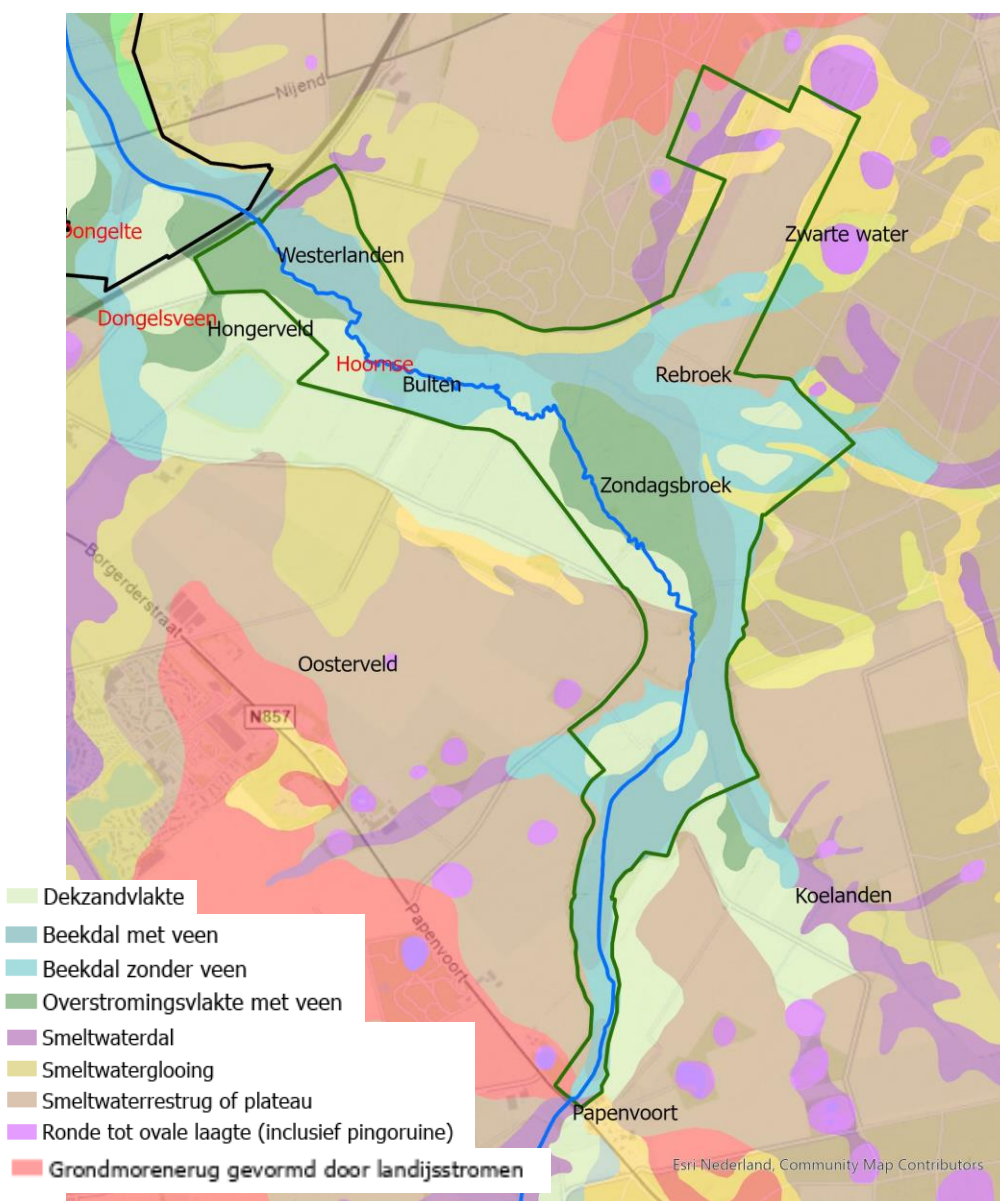 Nijend
Zwarte water
Dongelte
Westerlanden
Dongelsveen
Hongerveld
Hoornse
Bulten
Rebroek
Zondagsbroek
Borgerderstraat
Oosterveld
N857
Koelanden
Papenvoort
Papenvoort
Dekzandvlakte
Beekdal met veen
Beekdal zonder veen
Overstromingsvlakte met veen
Smeltwaterdal
Smeltwaterglooing
Smeltwaterrestrug of plateau
Ronde tot ovale laagte (inclusief pingoruine)
Grondmorenerug gevormd door landijsstromen
Esri Nederland, Community Map Contributors